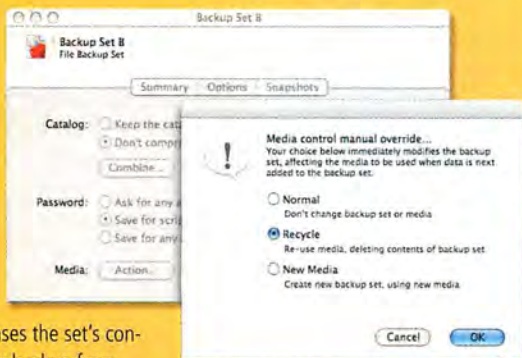 Backup Set B
Backup Set B
File Backup Set
Summary Options Snapshots
Catalog: Keep the
Don't
Combine...
Password: Ask for any
Save for
Save for any
Media: Action...
Media control manual override...
Your choice below immediately modifies the backup
set, affecting the media to be used when data is next
added to the backup set.
Normal
Don't change backup set or media
Recycle
Re-use media, deleting contents of backup set
New Media
Create new backup set, using new media
Cancel OK
the set's con-